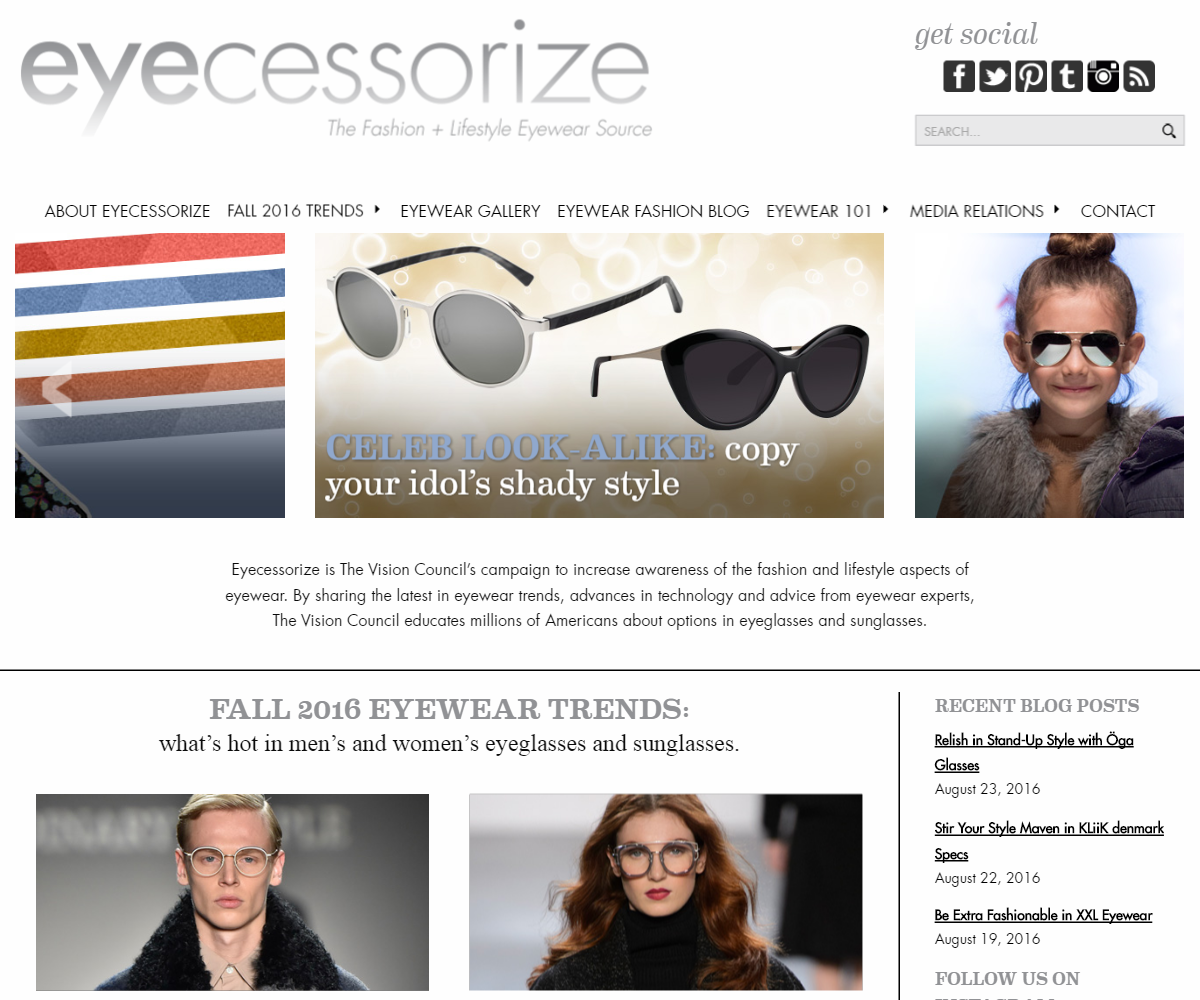 eyecessorize
The Fashion + Lifestyle Eyewear Source
get social
SEARCH...
ABOUT EYECESSORIZE FALL 2016 TRENDS EYEWEAR GALLERY EYEWEAR FASHION BLOG EYEWEAR 101 MEDIA RELATIONS CONTACT
CELEB LOOK-ALIKE: copy
your idol's shady style
Eyecessorize is The Vision Council's campaign to increase awareness of the fashion and lifestyle aspects of
eyewear. By sharing the latest in eyewear trends, advances in technology and advice from eyewear experts,
The Vision Council educates millions of Americans about options in eyeglasses and sunglasses.
FALL 2016 EYEWEAR TRENDS:
what's hot in men's and women's eyeglasses and sunglasses.
RECENT BLOG POSTS
Relish in Stand-Up Style with Öga
Glasses
August 23, 2016
Stir Your Style Maven in KLiiK denmark
Specs
August 22, 2016
Be Extra Fashionable in XXL Eyewear
August 19, 2016
FOLLOW US ON